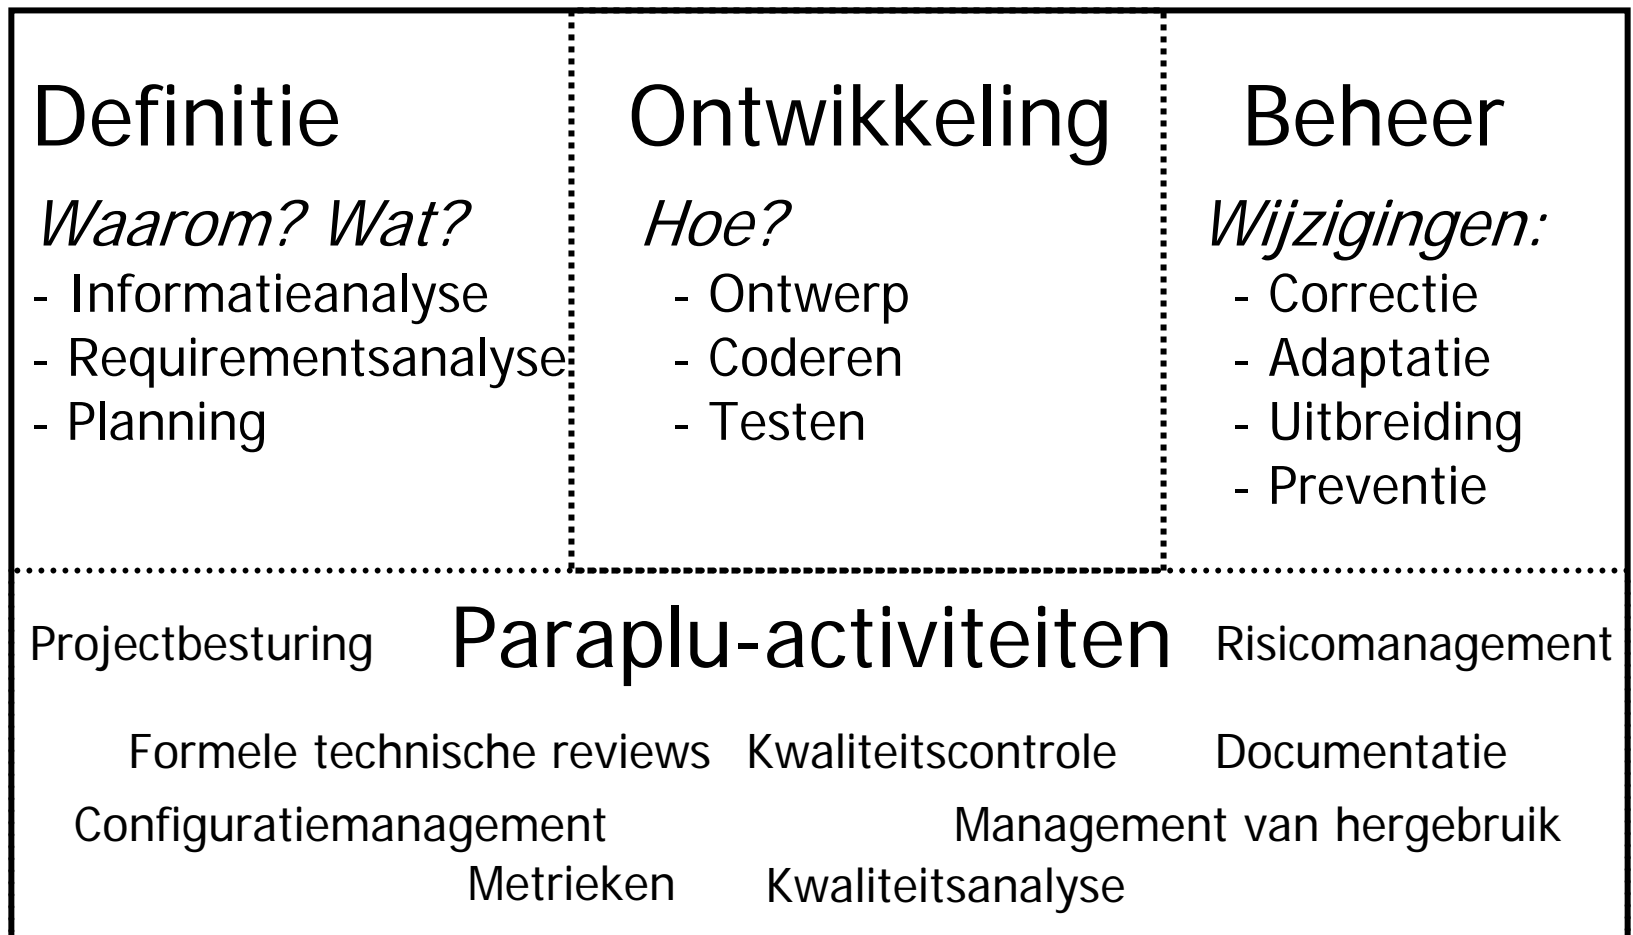 Definitie
Waarom? Wat?
- Informatieanalyse
- Requirementsanalyse
- Planning
Ontwikkeling
Hoe?
- Ontwerp
- Coderen
- Testen
Beheer
Wijzigingen:
- Correctie
- Adaptatie
- Uitbreiding
- Preventie
Projectbesturing
Paraplu-activiteiten
Risicomanagement
Formele technische reviews
Kwaliteitscontrole
Documentatie
Configuratiemanagement
Management van hergebruik
Metrieken
Kwaliteitsanalyse